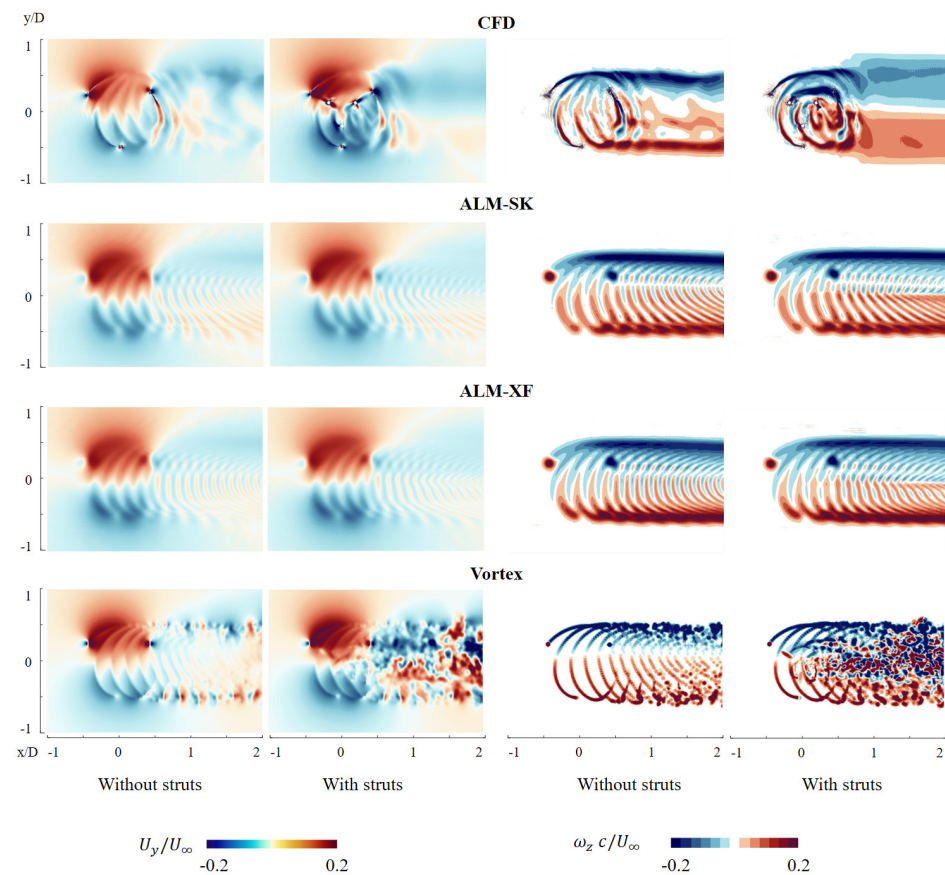 y/D
CFD
1
0
-1
ALM-SK
1
0
-1
ALM-XF
1
0
-1
Vortex
1
0
-1
x/D -1 0 1 2 -1 0 1 2 -1 0 1 2 -1 0 1 2
Without struts With struts Without struts With struts
U_y/U_∞ -0.2 0.2
ω_z c/U_∞ -0.2 0.2